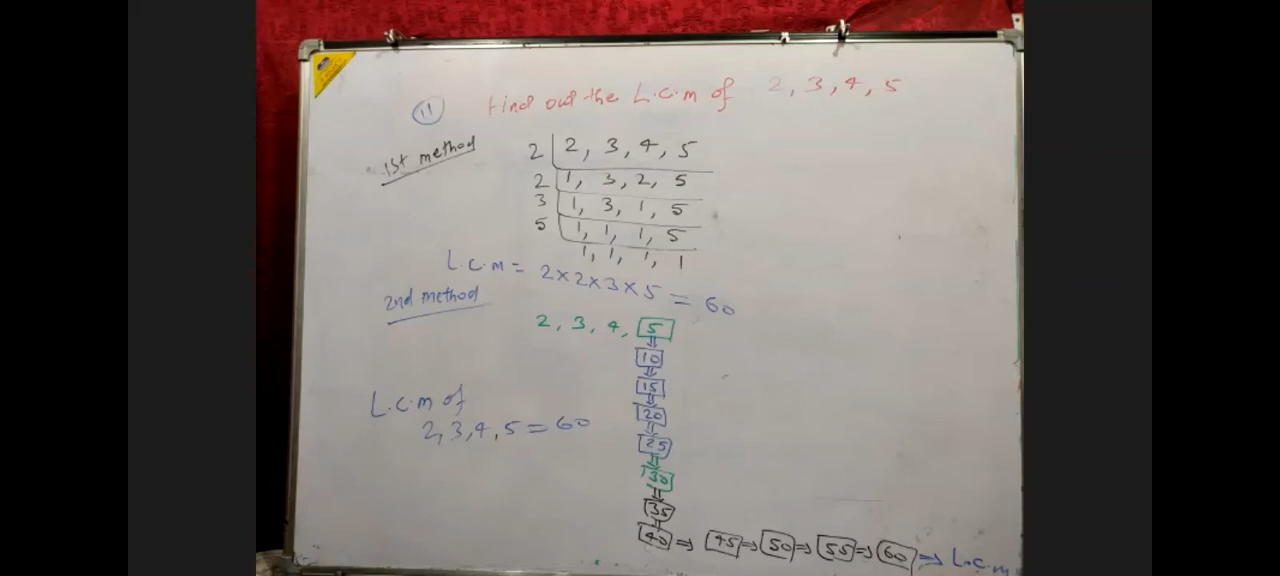 11 Find out the L.C.M of 2, 3, 4, 5
1st method
2 | 2, 3, 4, 5
2 | 1, 3, 2, 5
3 | 1, 3, 1, 5
5 | 1, 1, 1, 5
1, 1, 1, 1
L.C.M = 2×2×3×5 = 60
2nd method
2, 3, 4, 5
⇓
10
⇓
15
⇓
20
⇓
25
⇓
30
⇓
35
⇓
40 ⇒ 45 ⇒ 50 ⇒ 55 ⇒ 60 ⇒ L.C.M
L.C.M of
2,3,4,5 = 60